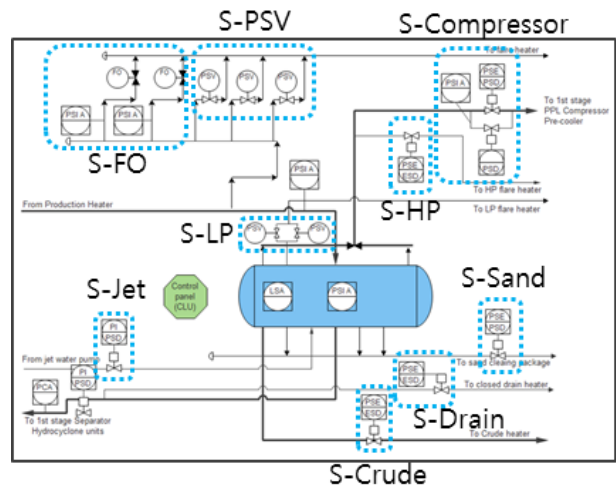 S-PSV
S-Compressor
To flare heater
FO
FO
PSV
PSV
PSV
PSI A
PSE
PSD
PSI A
PSI A
To 1st stage
PPL Compressor
Pre-cooler
S-FO
PSI A
PSE
ESD
PSD
S-HP
To HP flare heater
From Production Heater
To LP flare heater
S-LP
PSV
PSV
S-Jet
Control
panel
(CLU)
LSA
PSI A
S-Sand
PI
PSD
PSE
PSD
From jet water pump
PI
PSD
To sand cleaing package
PCA
PSE
ESD
To closed drain heater
To 1st stage Separator
Hydrocyclone units
PSE
ESD
S-Drain
To Crude heater
S-Crude